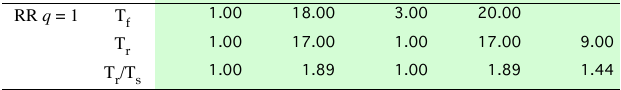 RR q = 1 Tf 1.00 18.00 3.00 20.00
Tr 1.00 17.00 1.00 17.00 9.00
Tr/Ts 1.00 1.89 1.00 1.89 1.44